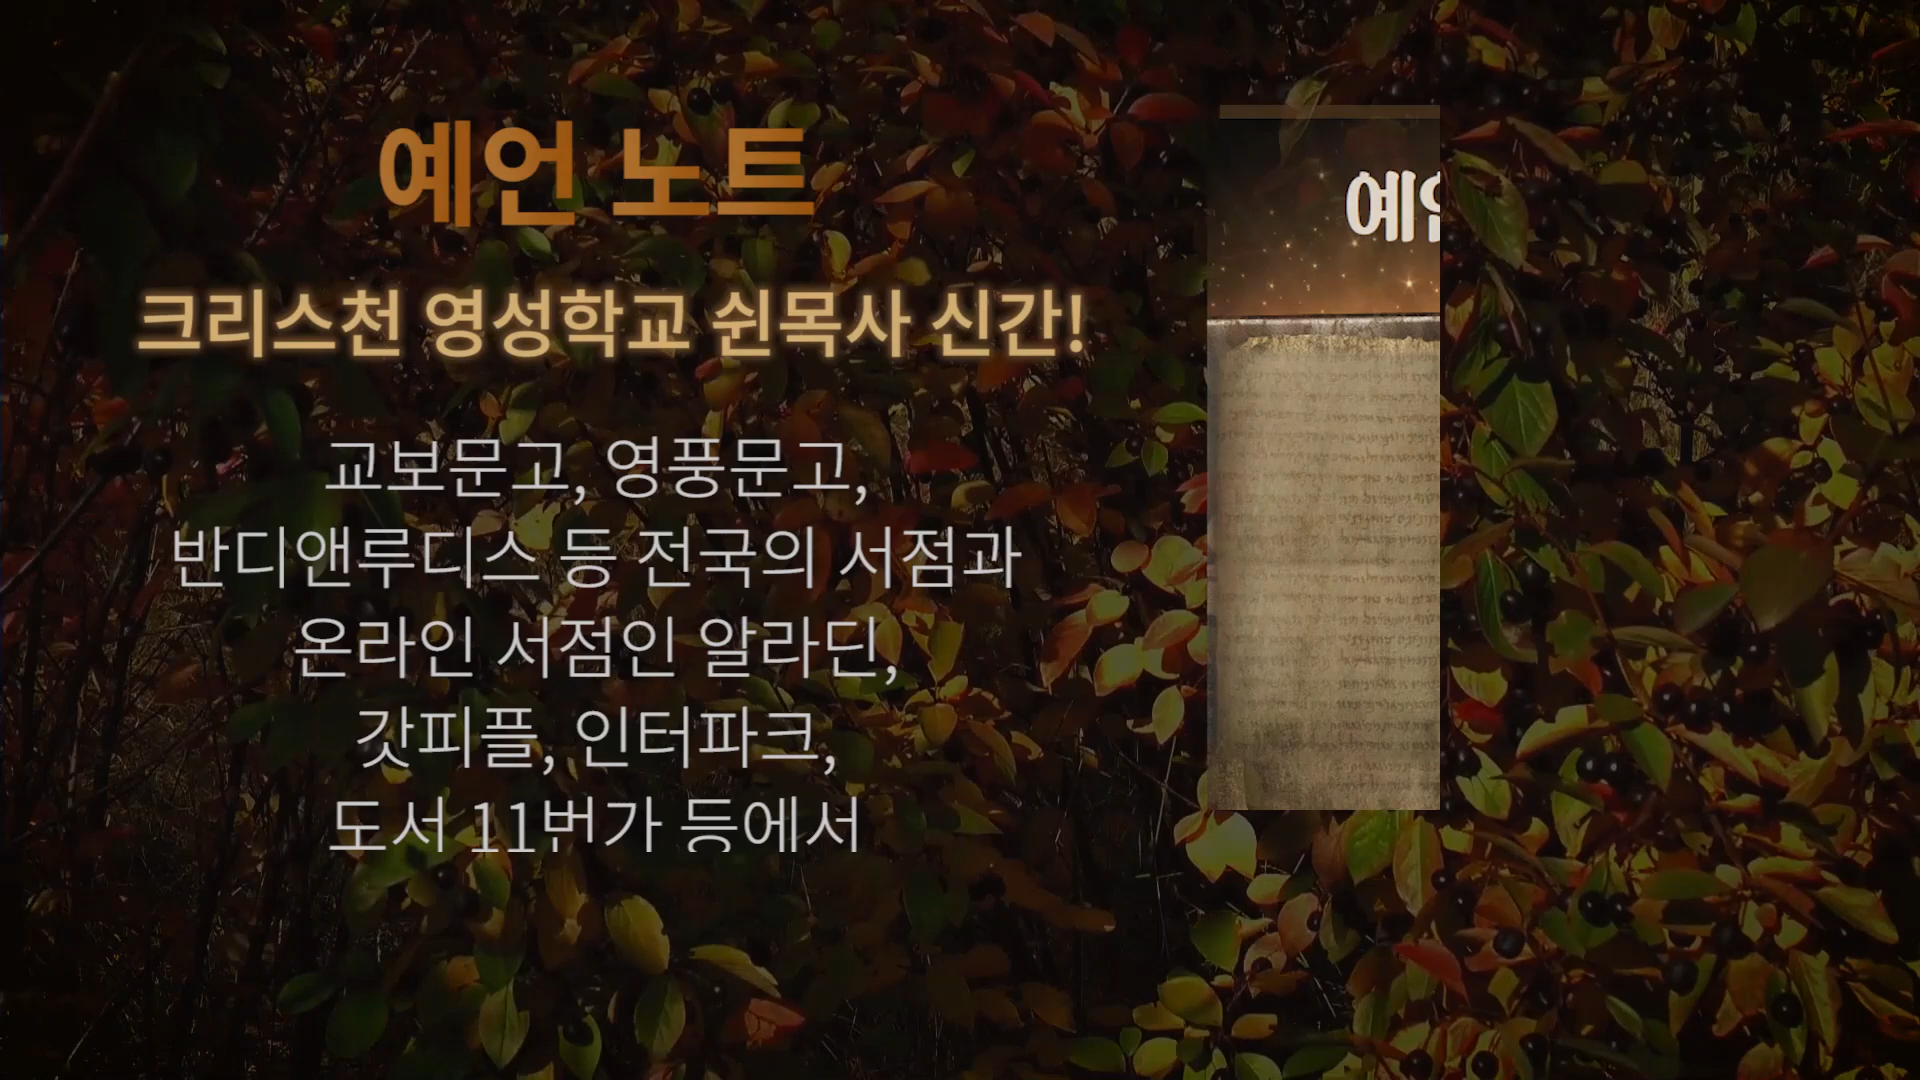 예언 노트
크리스천 영성학교 쉰목사 신간!
교보문고, 영풍문고,
반디앤루디스 등 전국의 서점과
온라인 서점인 알라딘,
갓피플, 인터파크,
도서 11번가 등에서
예언